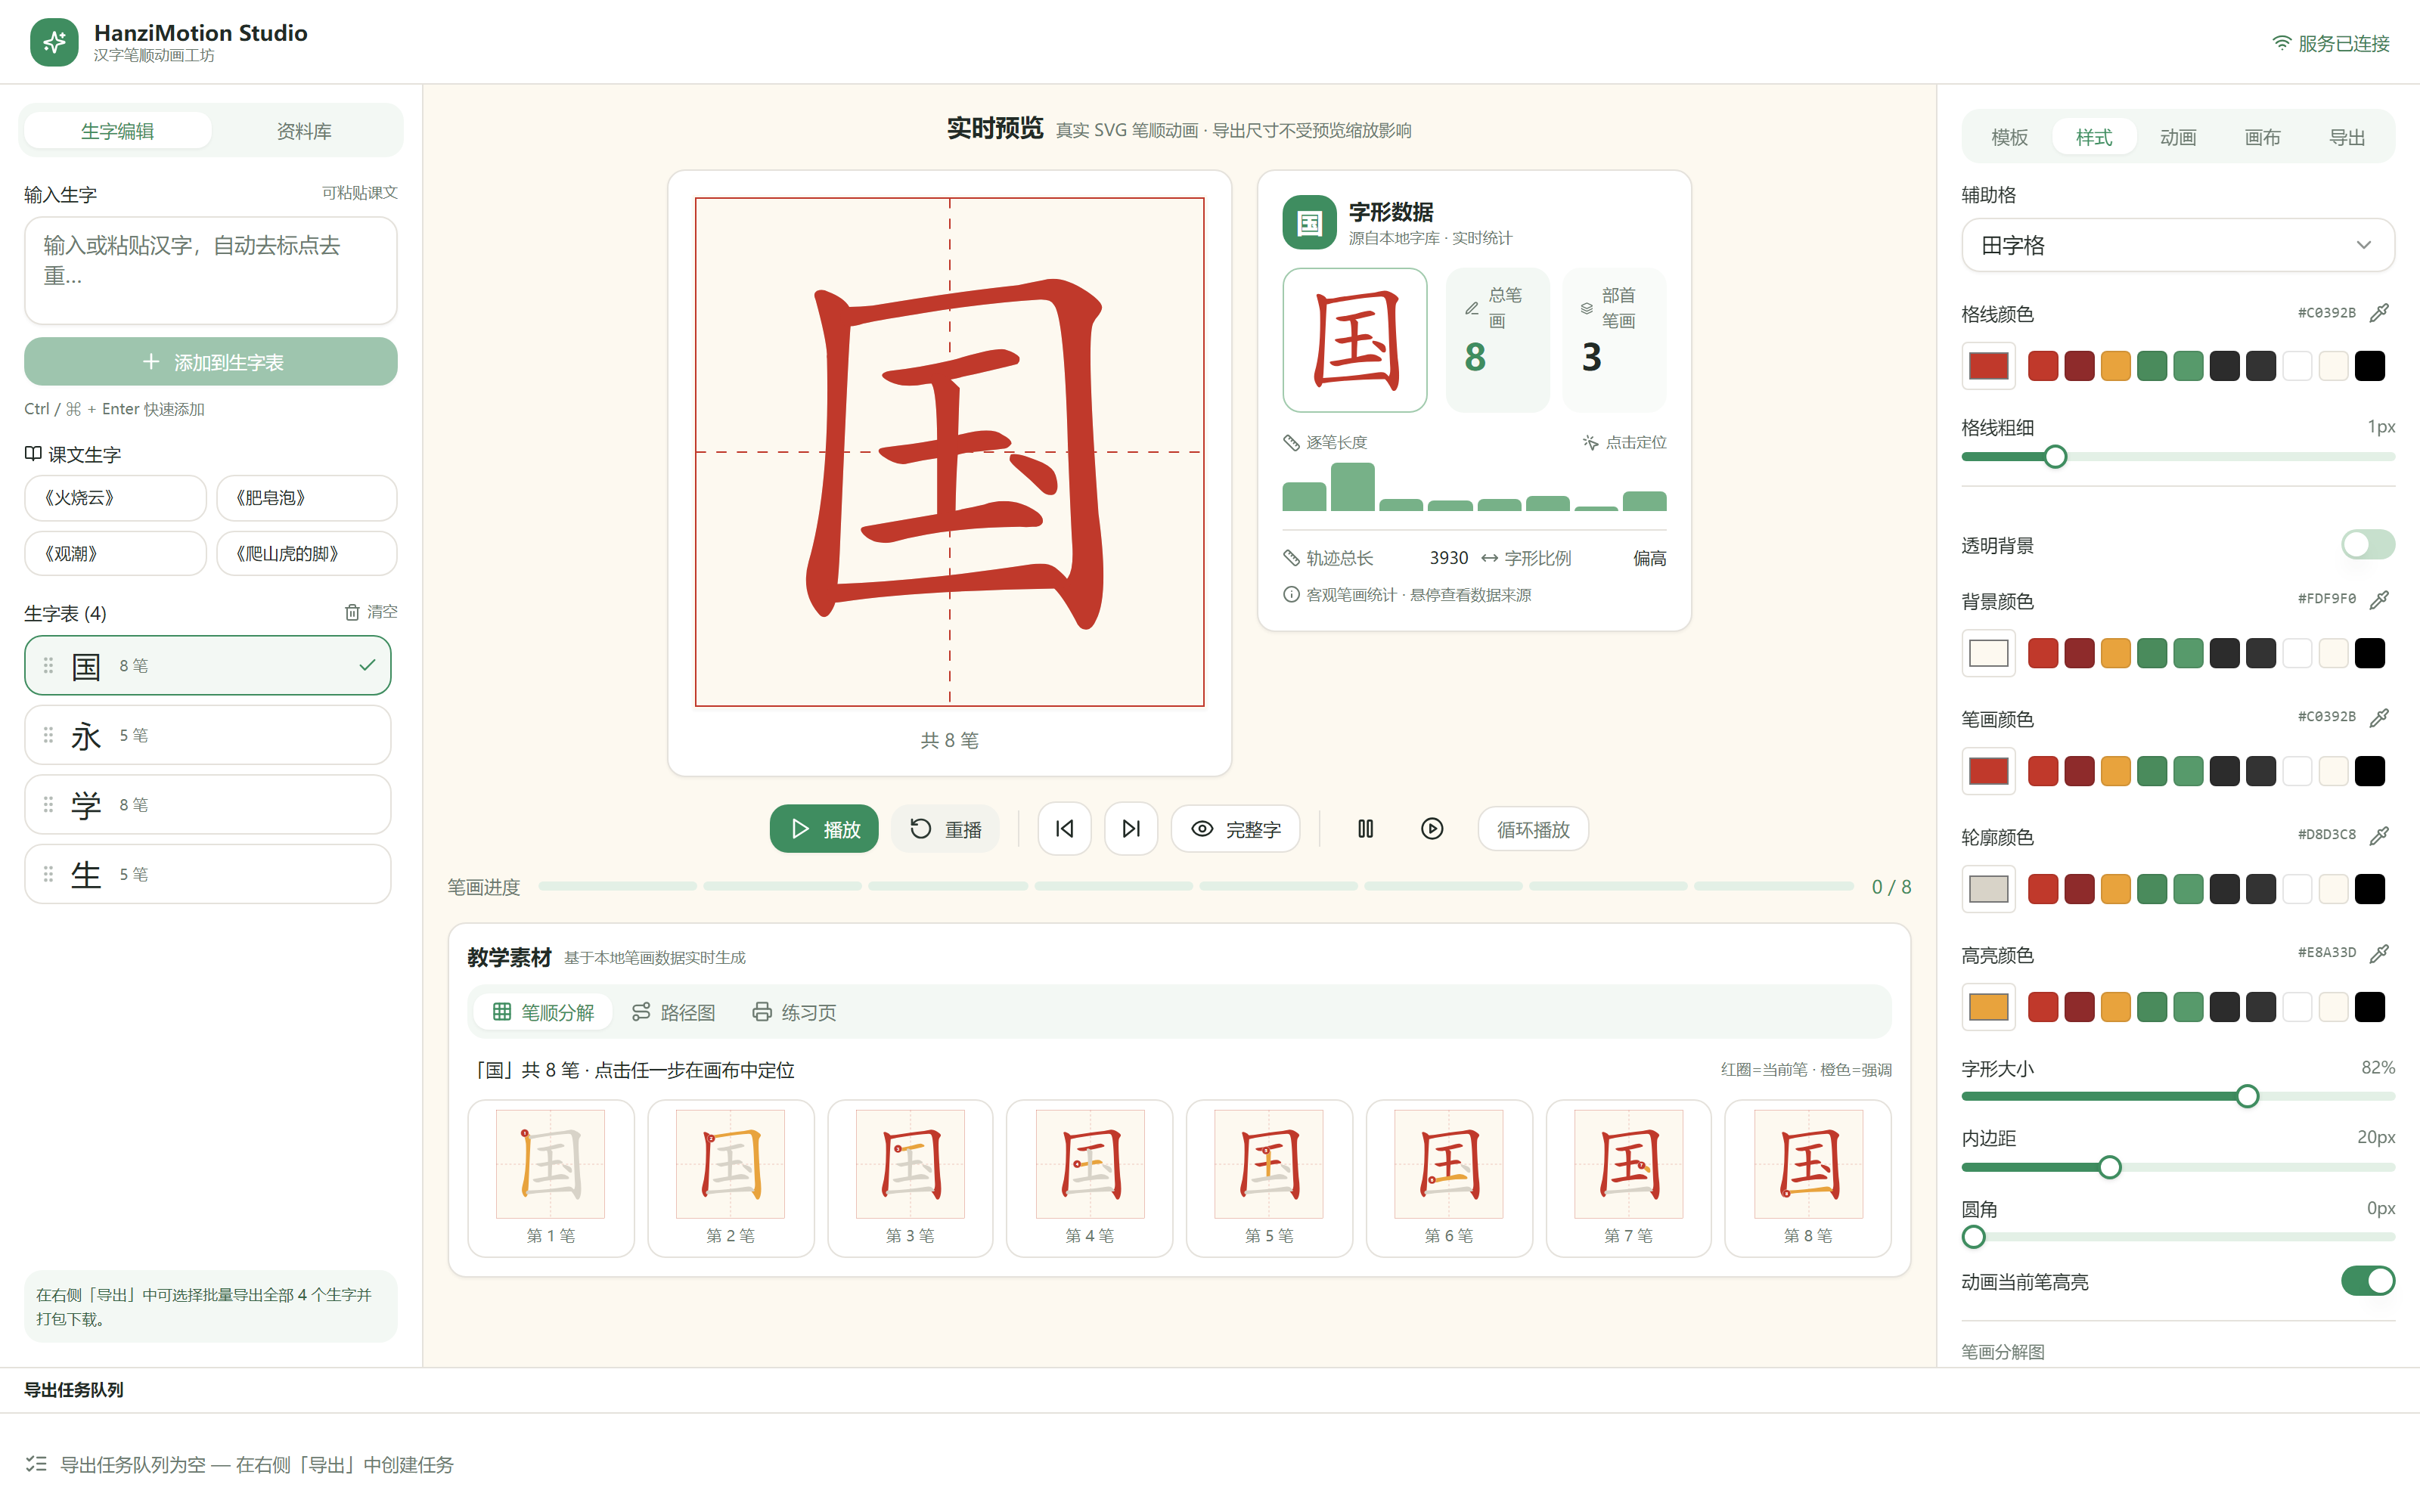 HanziMotion Studio
汉字笔顺动画工坊
服务已连接
生字编辑
资料库
输入生字
可粘贴课文
输入或粘贴汉字，自动去标点去
重...
添加到生字表
Ctrl / ⌘ + Enter 快速添加
课文生字
《火烧云》
《肥皂泡》
《观潮》
《爬山虎的脚》
生字表 (4)
清空
国 8 笔
永 5 笔
学 8 笔
生 5 笔
在右侧「导出」中可选择批量导出全部 4 个生字并
打包下载。
实时预览 真实 SVG 笔顺动画 · 导出尺寸不受预览缩放影响
国
共 8 笔
国
字形数据
源自本地字库 · 实时统计
国
总笔
画
8
部首
笔画
3
逐笔长度
点击定位
轨迹总长 3930
字形比例 偏高
客观笔画统计 · 悬停查看数据来源
播放
重播
完整字
循环播放
笔画进度
0 / 8
教学素材 基于本地笔画数据实时生成
笔顺分解
路径图
练习页
「国」共 8 笔 · 点击任一步在画布中定位
红圈=当前笔 · 橙色=强调
国 国 国 国 国 国 国 国
第 1 笔
第 2 笔
第 3 笔
第 4 笔
第 5 笔
第 6 笔
第 7 笔
第 8 笔
模板
样式
动画
画布
导出
辅助格
田字格
格线颜色 #C0392B
格线粗细 1px
透明背景
背景颜色 #FDF9F0
笔画颜色 #C0392B
轮廓颜色 #D8D3C8
高亮颜色 #E8A33D
字形大小 82%
内边距 20px
圆角 0px
动画当前笔高亮
笔画分解图
导出任务队列
导出任务队列为空 — 在右侧「导出」中创建任务